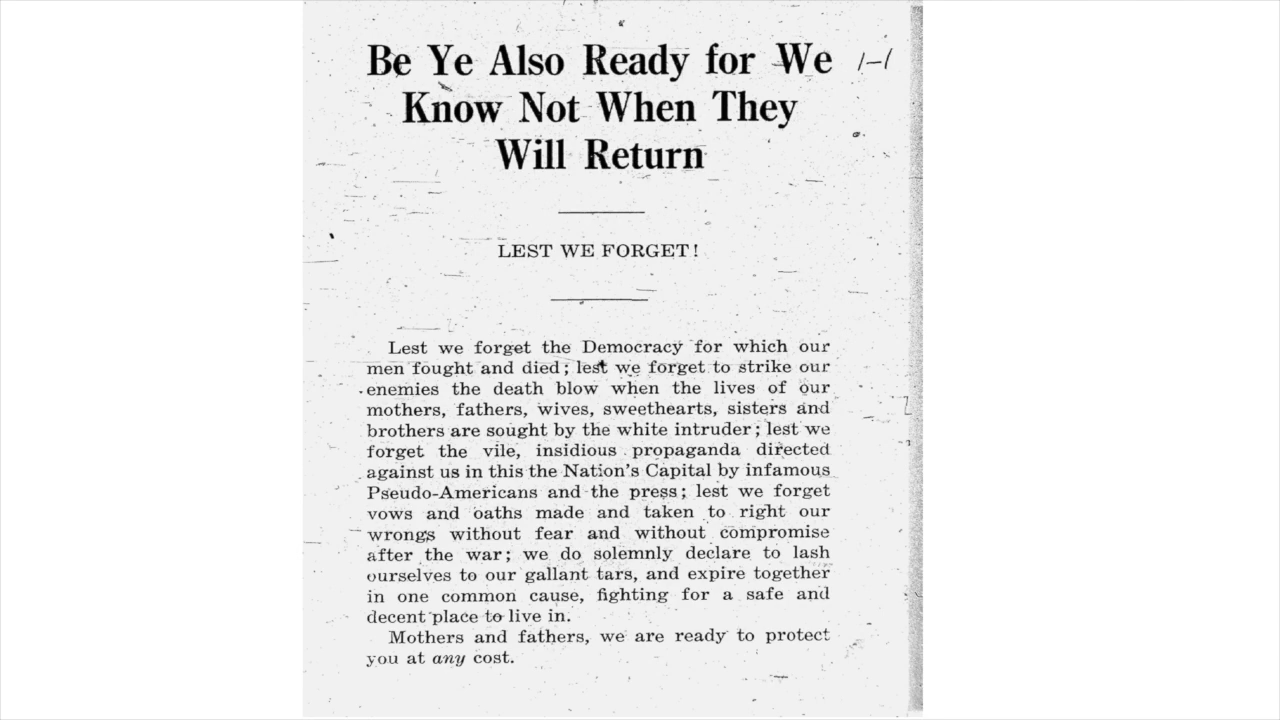 Be Ye Also Ready for We
1-1
Know Not When They
Will Return
LEST WE FORGET!
Lest we forget the Democracy for which our
men fought and died; lest we forget to strike our
enemies the death blow when the lives of our
mothers, fathers, wives, sweethearts, sisters and
brothers are sought by the white intruder; lest we
forget the vile, insidious propaganda directed
against us in this the Nation's Capital by infamous
Pseudo-Americans and the press; lest we forget
vows and oaths made and taken to right our
wrongs without fear and without compromise
after the war; we do solemnly declare to lash
ourselves to our gallant tars, and expire together
in one common cause, fighting for a safe and
decent place to live in.
Mothers and fathers, we are ready to protect
you at any cost.